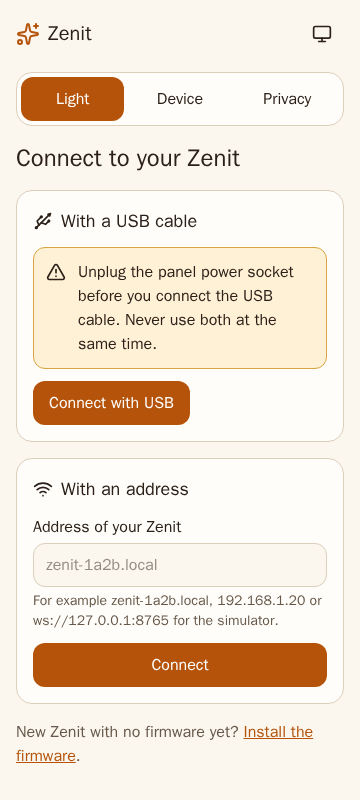 Zenit
Light
Device
Privacy
Connect to your Zenit
With a USB cable
Unplug the panel power socket
before you connect the USB
cable. Never use both at the
same time.
Connect with USB
With an address
Address of your Zenit
zenit-1a2b.local
For example zenit-1a2b.local, 192.168.1.20 or
ws://127.0.0.1:8765 for the simulator.
Connect
New Zenit with no firmware yet? Install the
firmware.